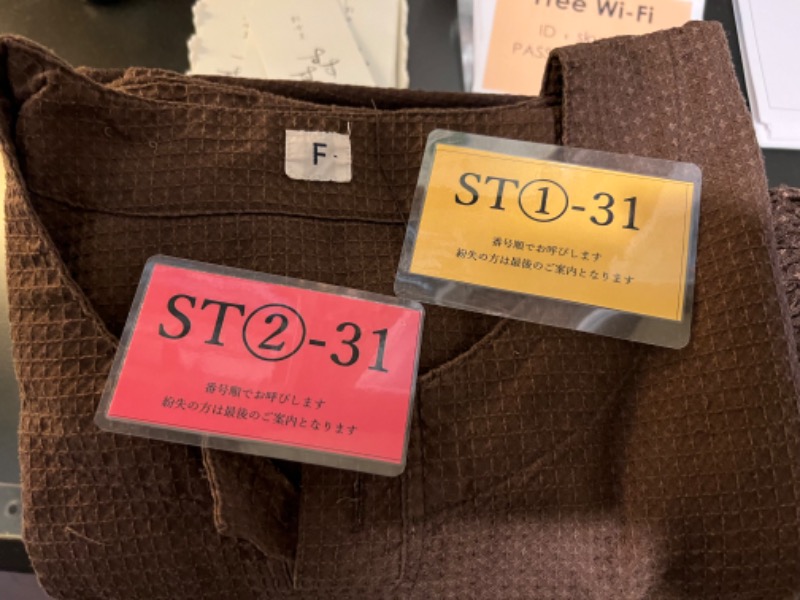 Free Wi-Fi
ID
PASS
F
ST①-31
番号順でお呼びします
紛失の方は最後のご案内となります
ST②-31
番号順でお呼びします
紛失の方は最後のご案内となります